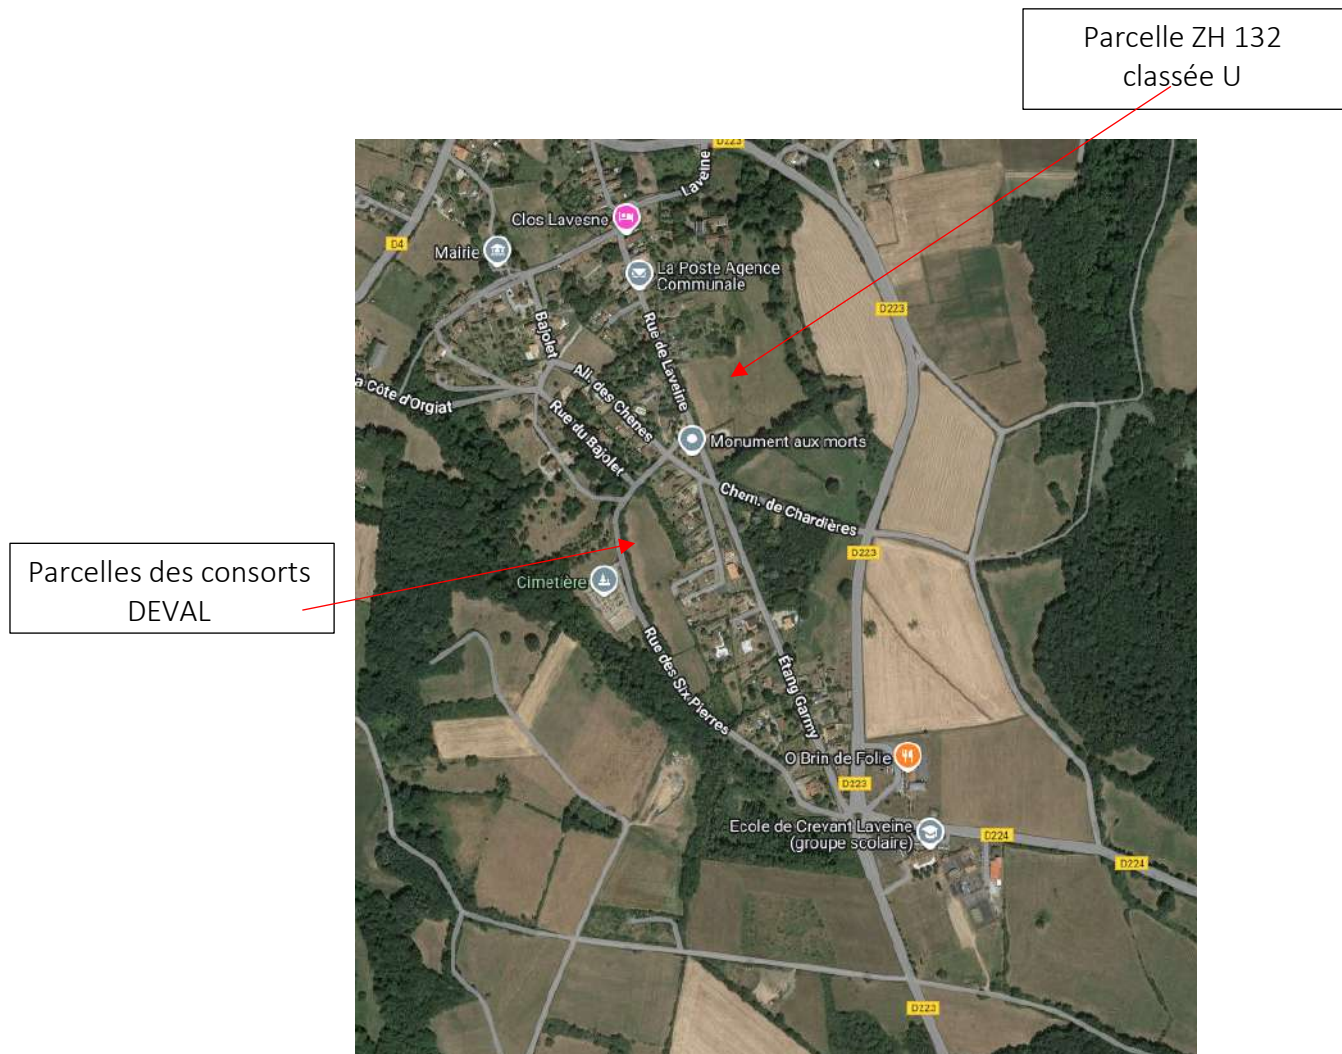 Parcelle ZH 132
classée U
D223
Laveine
Clos Lavesne
D4
Mairie
La Poste Agence
Communale
D223
Bajolet
Rue de Laveine
All. des Chênes
a Côte d'Orgiat
Rue du Bajolet
Monument aux morts
Chem. de Chardières
D223
Parcelles des consorts
DEVAL
Cimetière
Rue des Six Pierres
Étang Garmy
O Brin de Folie
D223
Ecole de Crevant Laveine
(groupe scolaire)
D224
D224
D223